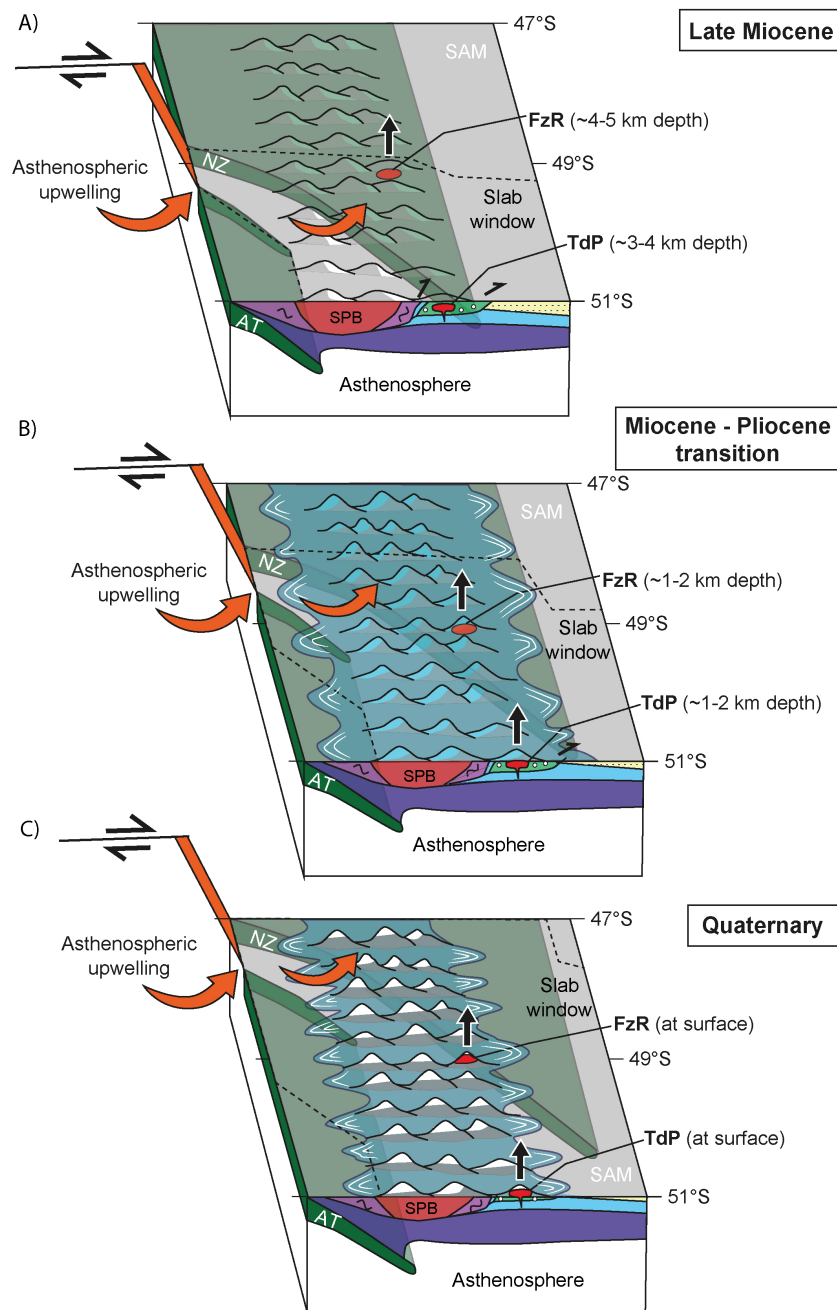 A)
47°S
Late Miocene
SAM
FzR (~4-5 km depth)
NZ
49°S
Asthenospheric
upwelling
Slab
window
TdP (~3-4 km depth)
51°S
SPB
AT
Asthenosphere
B)
Miocene - Pliocene
transition
47°S
SAM
NZ
Asthenospheric
upwelling
FzR (~1-2 km depth)
49°S
Slab
window
TdP (~1-2 km depth)
51°S
SPB
AT
Asthenosphere
C)
47°S
Quaternary
NZ
Asthenospheric
upwelling
Slab
window
FzR (at surface)
49°S
TdP (at surface)
SAM
51°S
SPB
AT
Asthenosphere